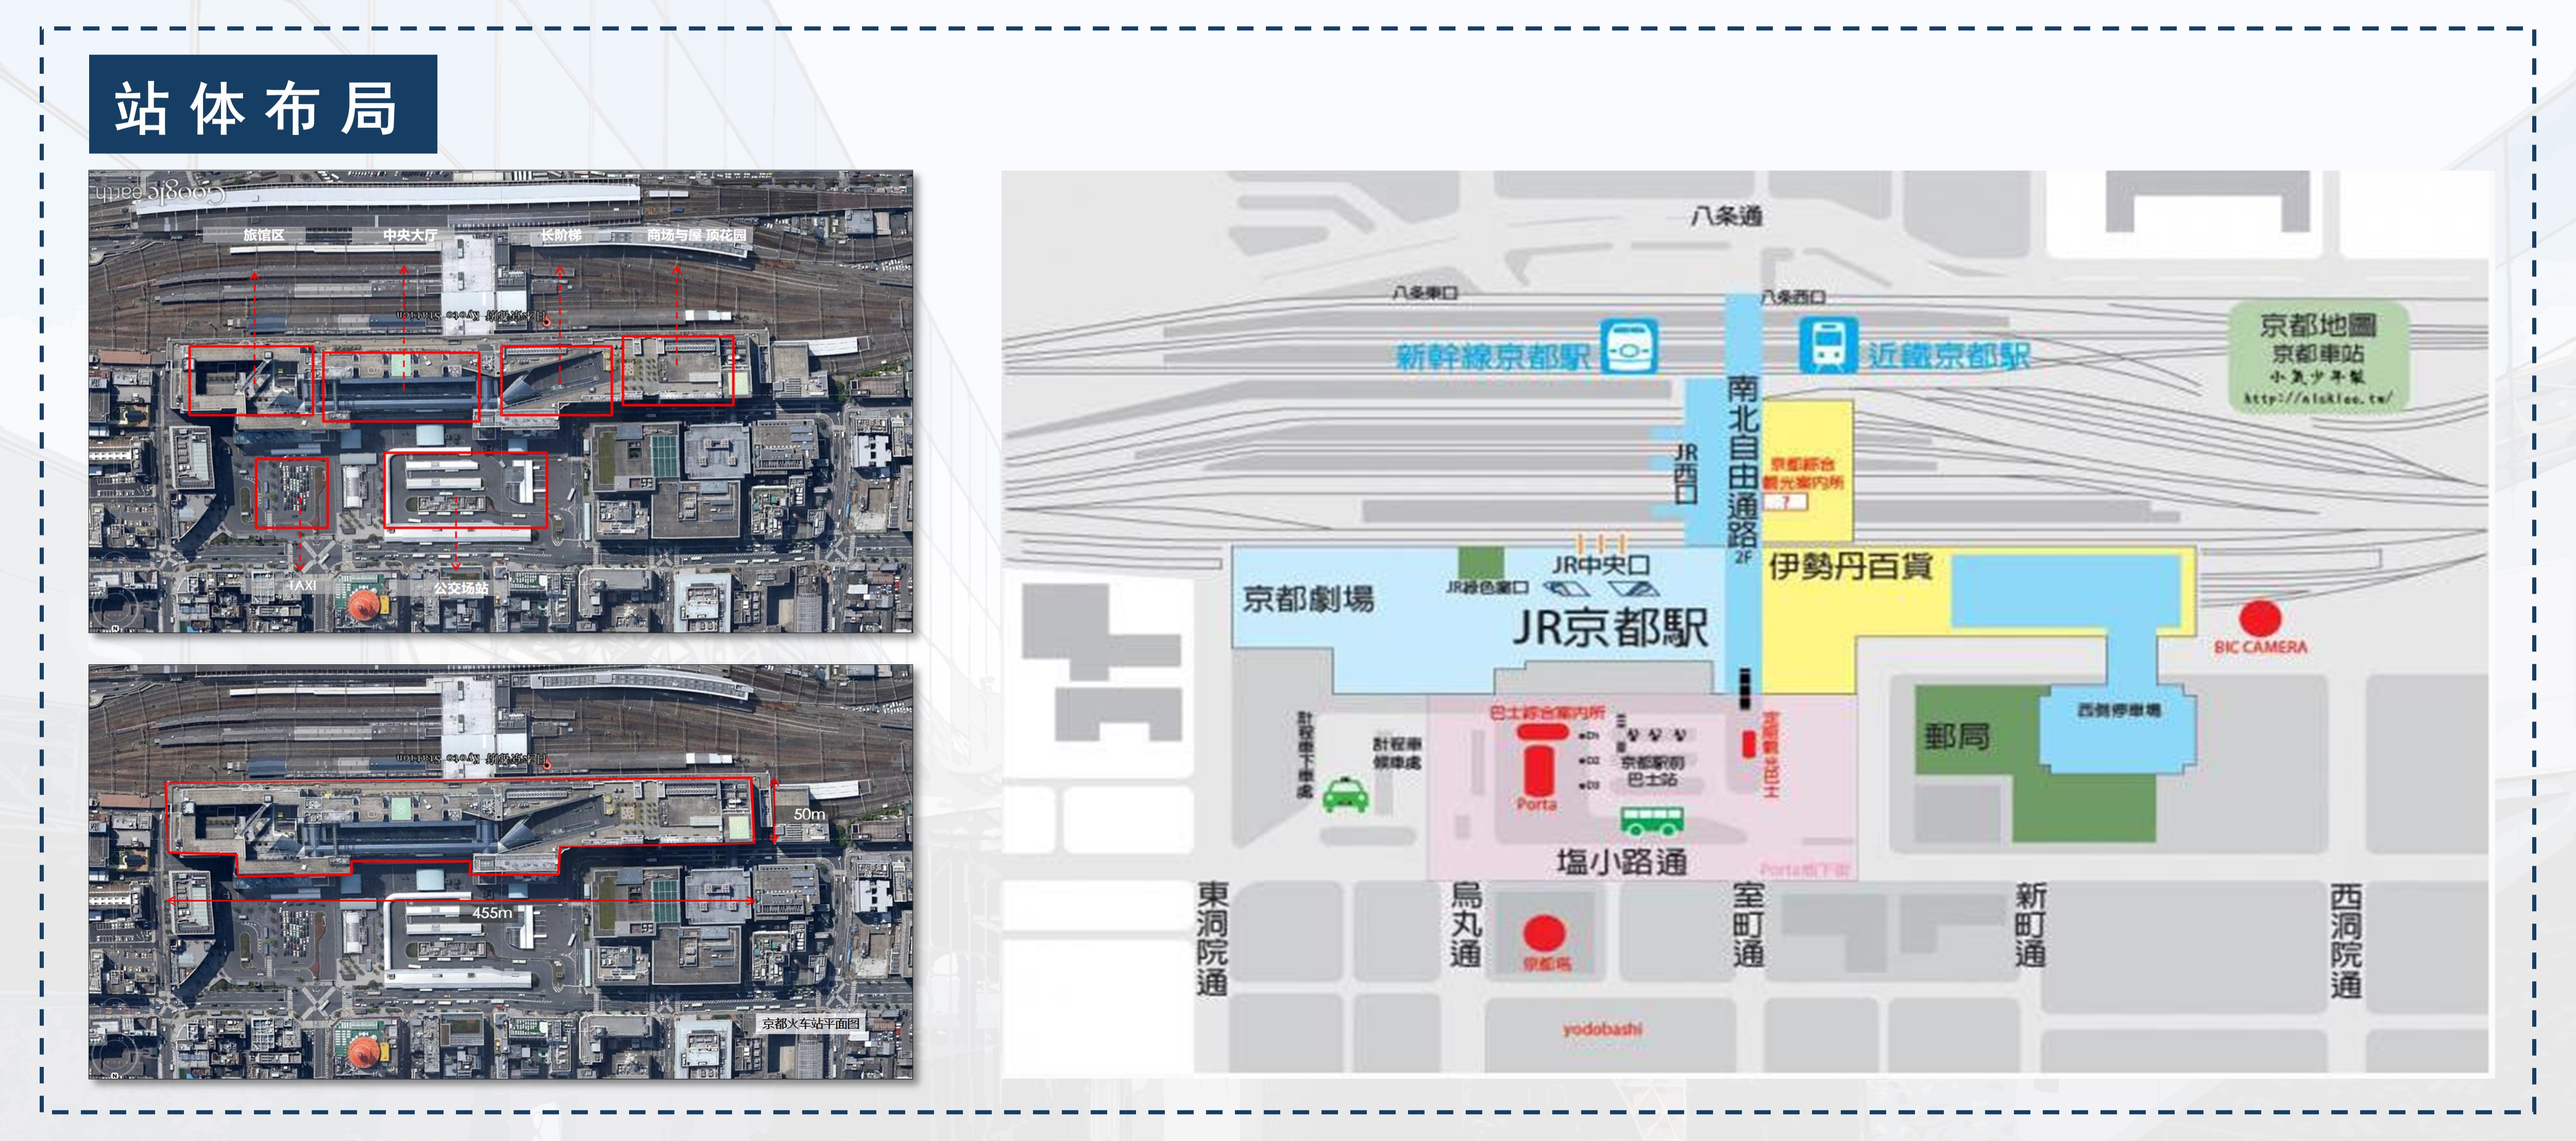 站体布局
Google earth
旅馆区
中央大厅
长阶梯
商场与屋 顶花园
Kyoto Station
TAXI
公交场站
Kyoto Station
50m
455m
京都火车站平面图
八条通
八条東口
八条西口
新幹線京都駅
近鐵京都駅
京都地圖
京都車站
小氣少年製
南北自由通路
2F
JR西口
京都綜合
觀光案内所
?
JR中央口
JR綠色窗口
京都劇場
JR京都駅
伊勢丹百貨
BIC CAMERA
計程車下車處
計程車
候車處
巴士綜合案内所
D1
D2
D3
京都駅前
巴士站
Porta
塩小路通
Porta地下街
郵局
西側停車場
東洞院通
烏丸通
室町通
新町通
西洞院通
京都塔
yodobashi